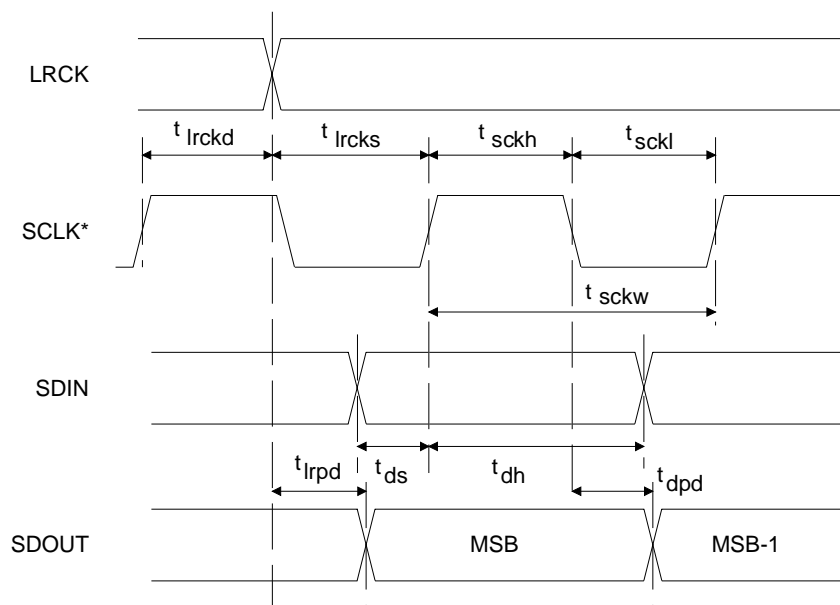 LRCK
t lrckd t lrcks t sckh t sckl
SCLK*
t sckw
SDIN
t lrpd t ds t dh t dpd
SDOUT MSB MSB-1